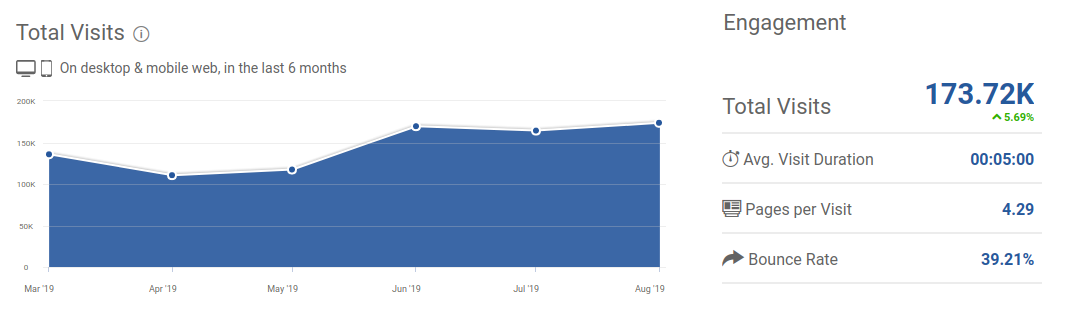 Total Visits
On desktop & mobile web, in the last 6 months
200K
150K
100K
50K
0
Mar '19 Apr '19 May '19 Jun '19 Jul '19 Aug '19
Engagement
Total Visits 173.72K
5.69%
Avg. Visit Duration 00:05:00
Pages per Visit 4.29
Bounce Rate 39.21%